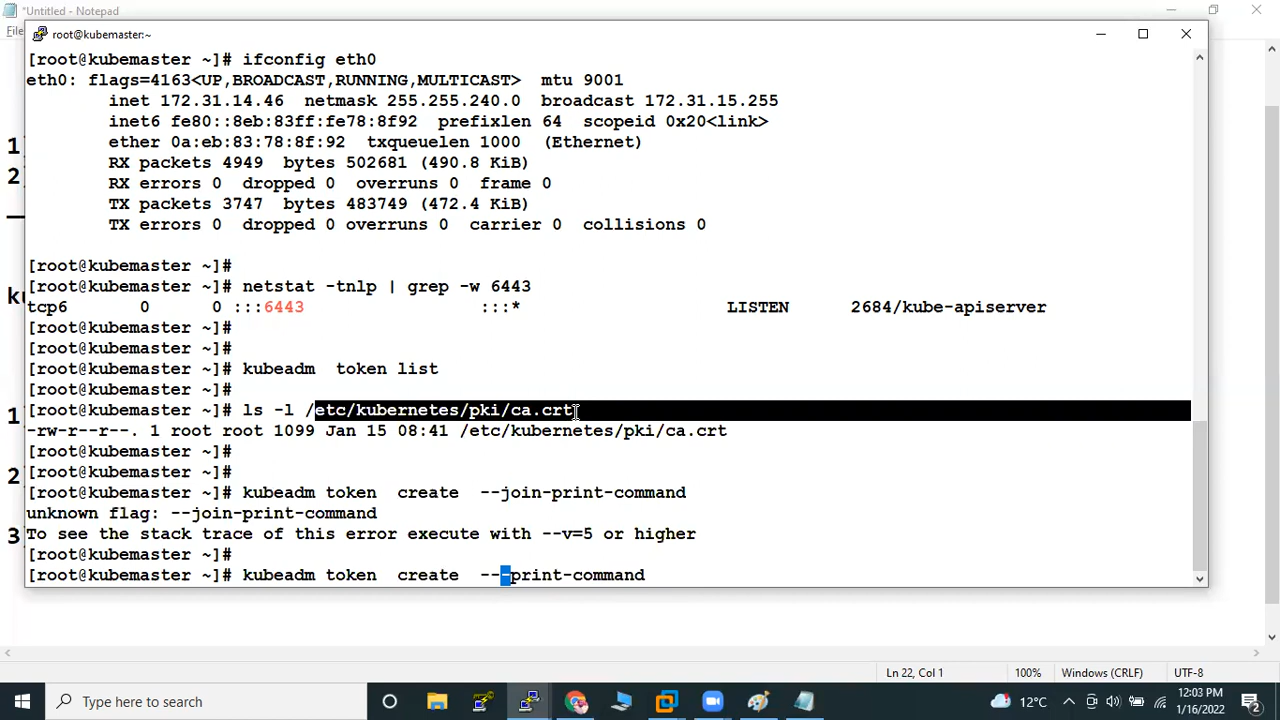 *Untitled - Notepad
File
root@kubemaster:~
[root@kubemaster ~]# ifconfig eth0
eth0: flags=4163<UP,BROADCAST,RUNNING,MULTICAST>  mtu 9001
        inet 172.31.14.46  netmask 255.255.240.0  broadcast 172.31.15.255
        inet6 fe80::8eb:83ff:fe78:8f92  prefixlen 64  scopeid 0x20<link>
        ether 0a:eb:83:78:8f:92  txqueuelen 1000  (Ethernet)
        RX packets 4949  bytes 502681 (490.8 KiB)
        RX errors 0  dropped 0  overruns 0  frame 0
        TX packets 3747  bytes 483749 (472.4 KiB)
        TX errors 0  dropped 0 overruns 0  carrier 0  collisions 0
[root@kubemaster ~]#
[root@kubemaster ~]# netstat -tnlp | grep -w 6443
tcp6       0      0 :::6443                 :::*                    LISTEN      2684/kube-apiserver
[root@kubemaster ~]#
[root@kubemaster ~]#
[root@kubemaster ~]# kubeadm  token list
[root@kubemaster ~]#
[root@kubemaster ~]# ls -l /etc/kubernetes/pki/ca.crt
-rw-r--r--. 1 root root 1099 Jan 15 08:41 /etc/kubernetes/pki/ca.crt
[root@kubemaster ~]#
[root@kubemaster ~]#
[root@kubemaster ~]# kubeadm token  create  --join-print-command
unknown flag: --join-print-command
To see the stack trace of this error execute with --v=5 or higher
[root@kubemaster ~]#
[root@kubemaster ~]# kubeadm token  create  ---print-command
1)
2)
ku
1)
2)
3)
Ln 22, Col 1
100%
Windows (CRLF)
UTF-8
Type here to search
12°C
12:03 PM
1/16/2022
2